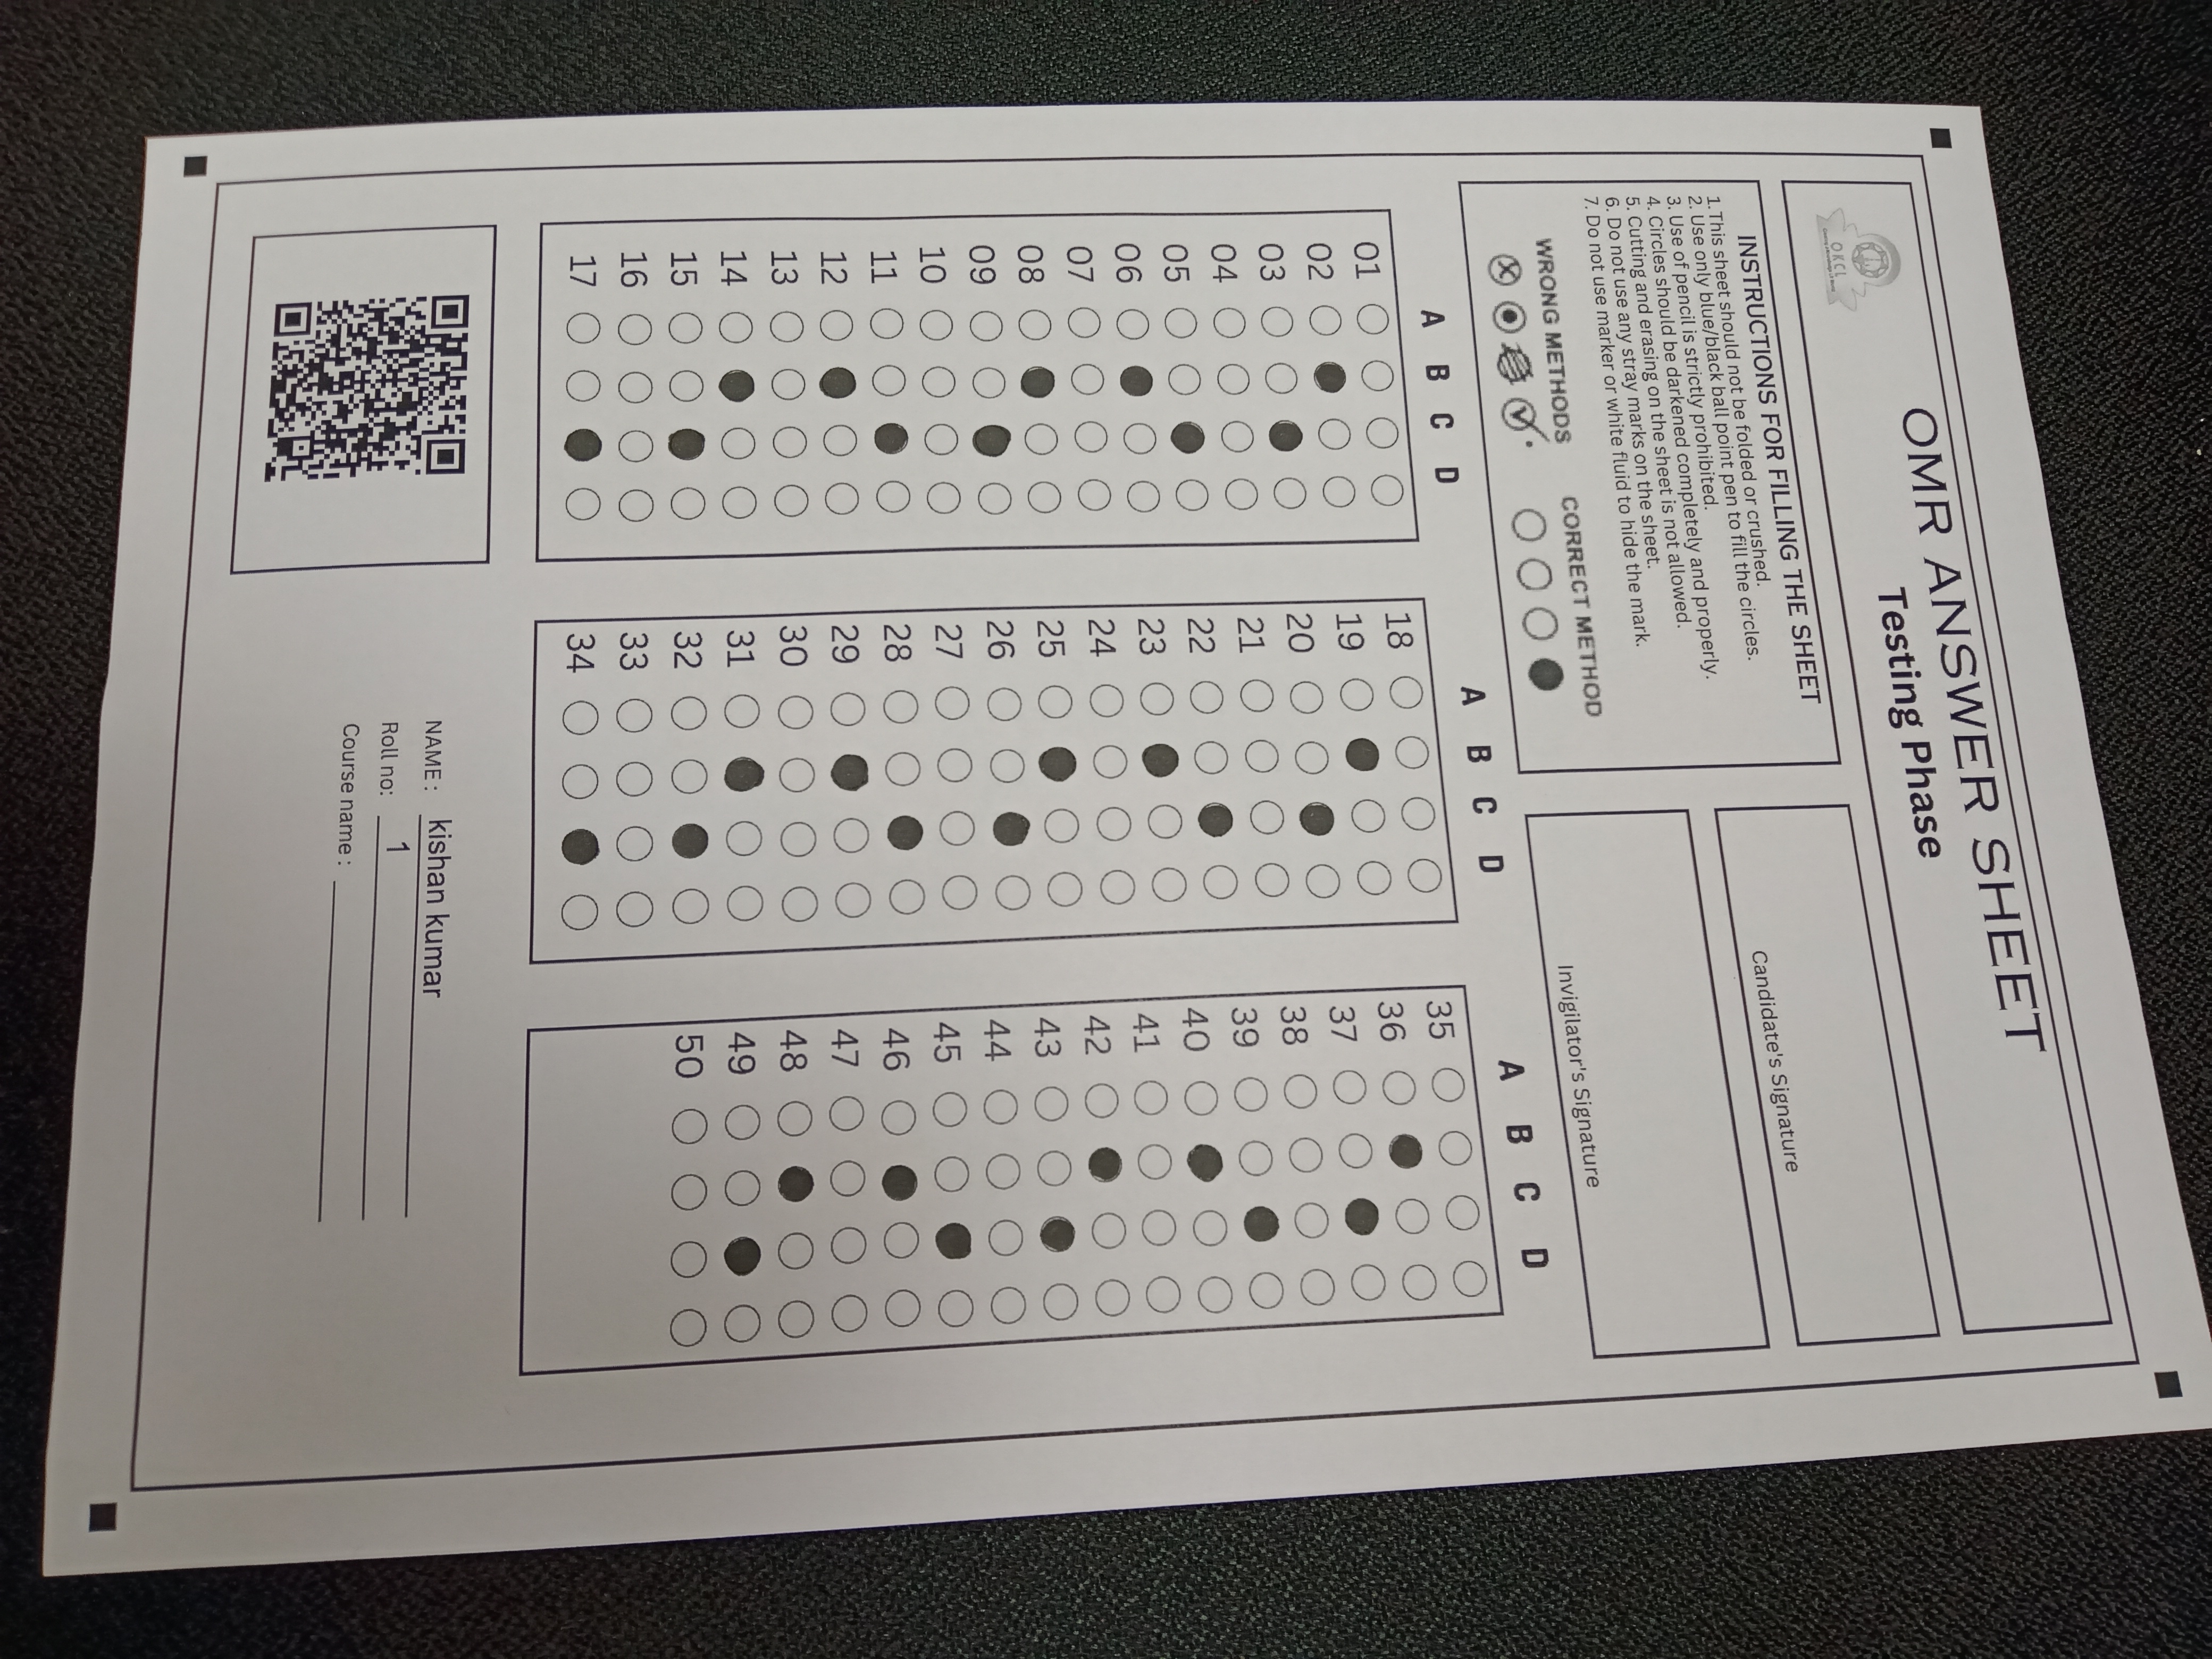 OMR ANSWER SHEET
Testing Phase
OKCL
INSTRUCTIONS FOR FILLING THE SHEET
1. This sheet should not be folded or crushed.
2. Use only blue/black ball point pen to fill the circles.
3. Use of pencil is strictly prohibited.
4. Circles should be darkened completely and properly.
5. Cutting and erasing on the sheet is not allowed.
6. Do not use any stray marks on the sheet.
7. Do not use marker or white fluid to hide the mark.
WRONG METHODS
CORRECT METHOD
Candidate's Signature
Invigilator's Signature
A B C D
01
02
03
04
05
06
07
08
09
10
11
12
13
14
15
16
17
A B C D
18
19
20
21
22
23
24
25
26
27
28
29
30
31
32
33
34
A B C D
35
36
37
38
39
40
41
42
43
44
45
46
47
48
49
50
NAME : kishan kumar
Roll no: 1
Course name :